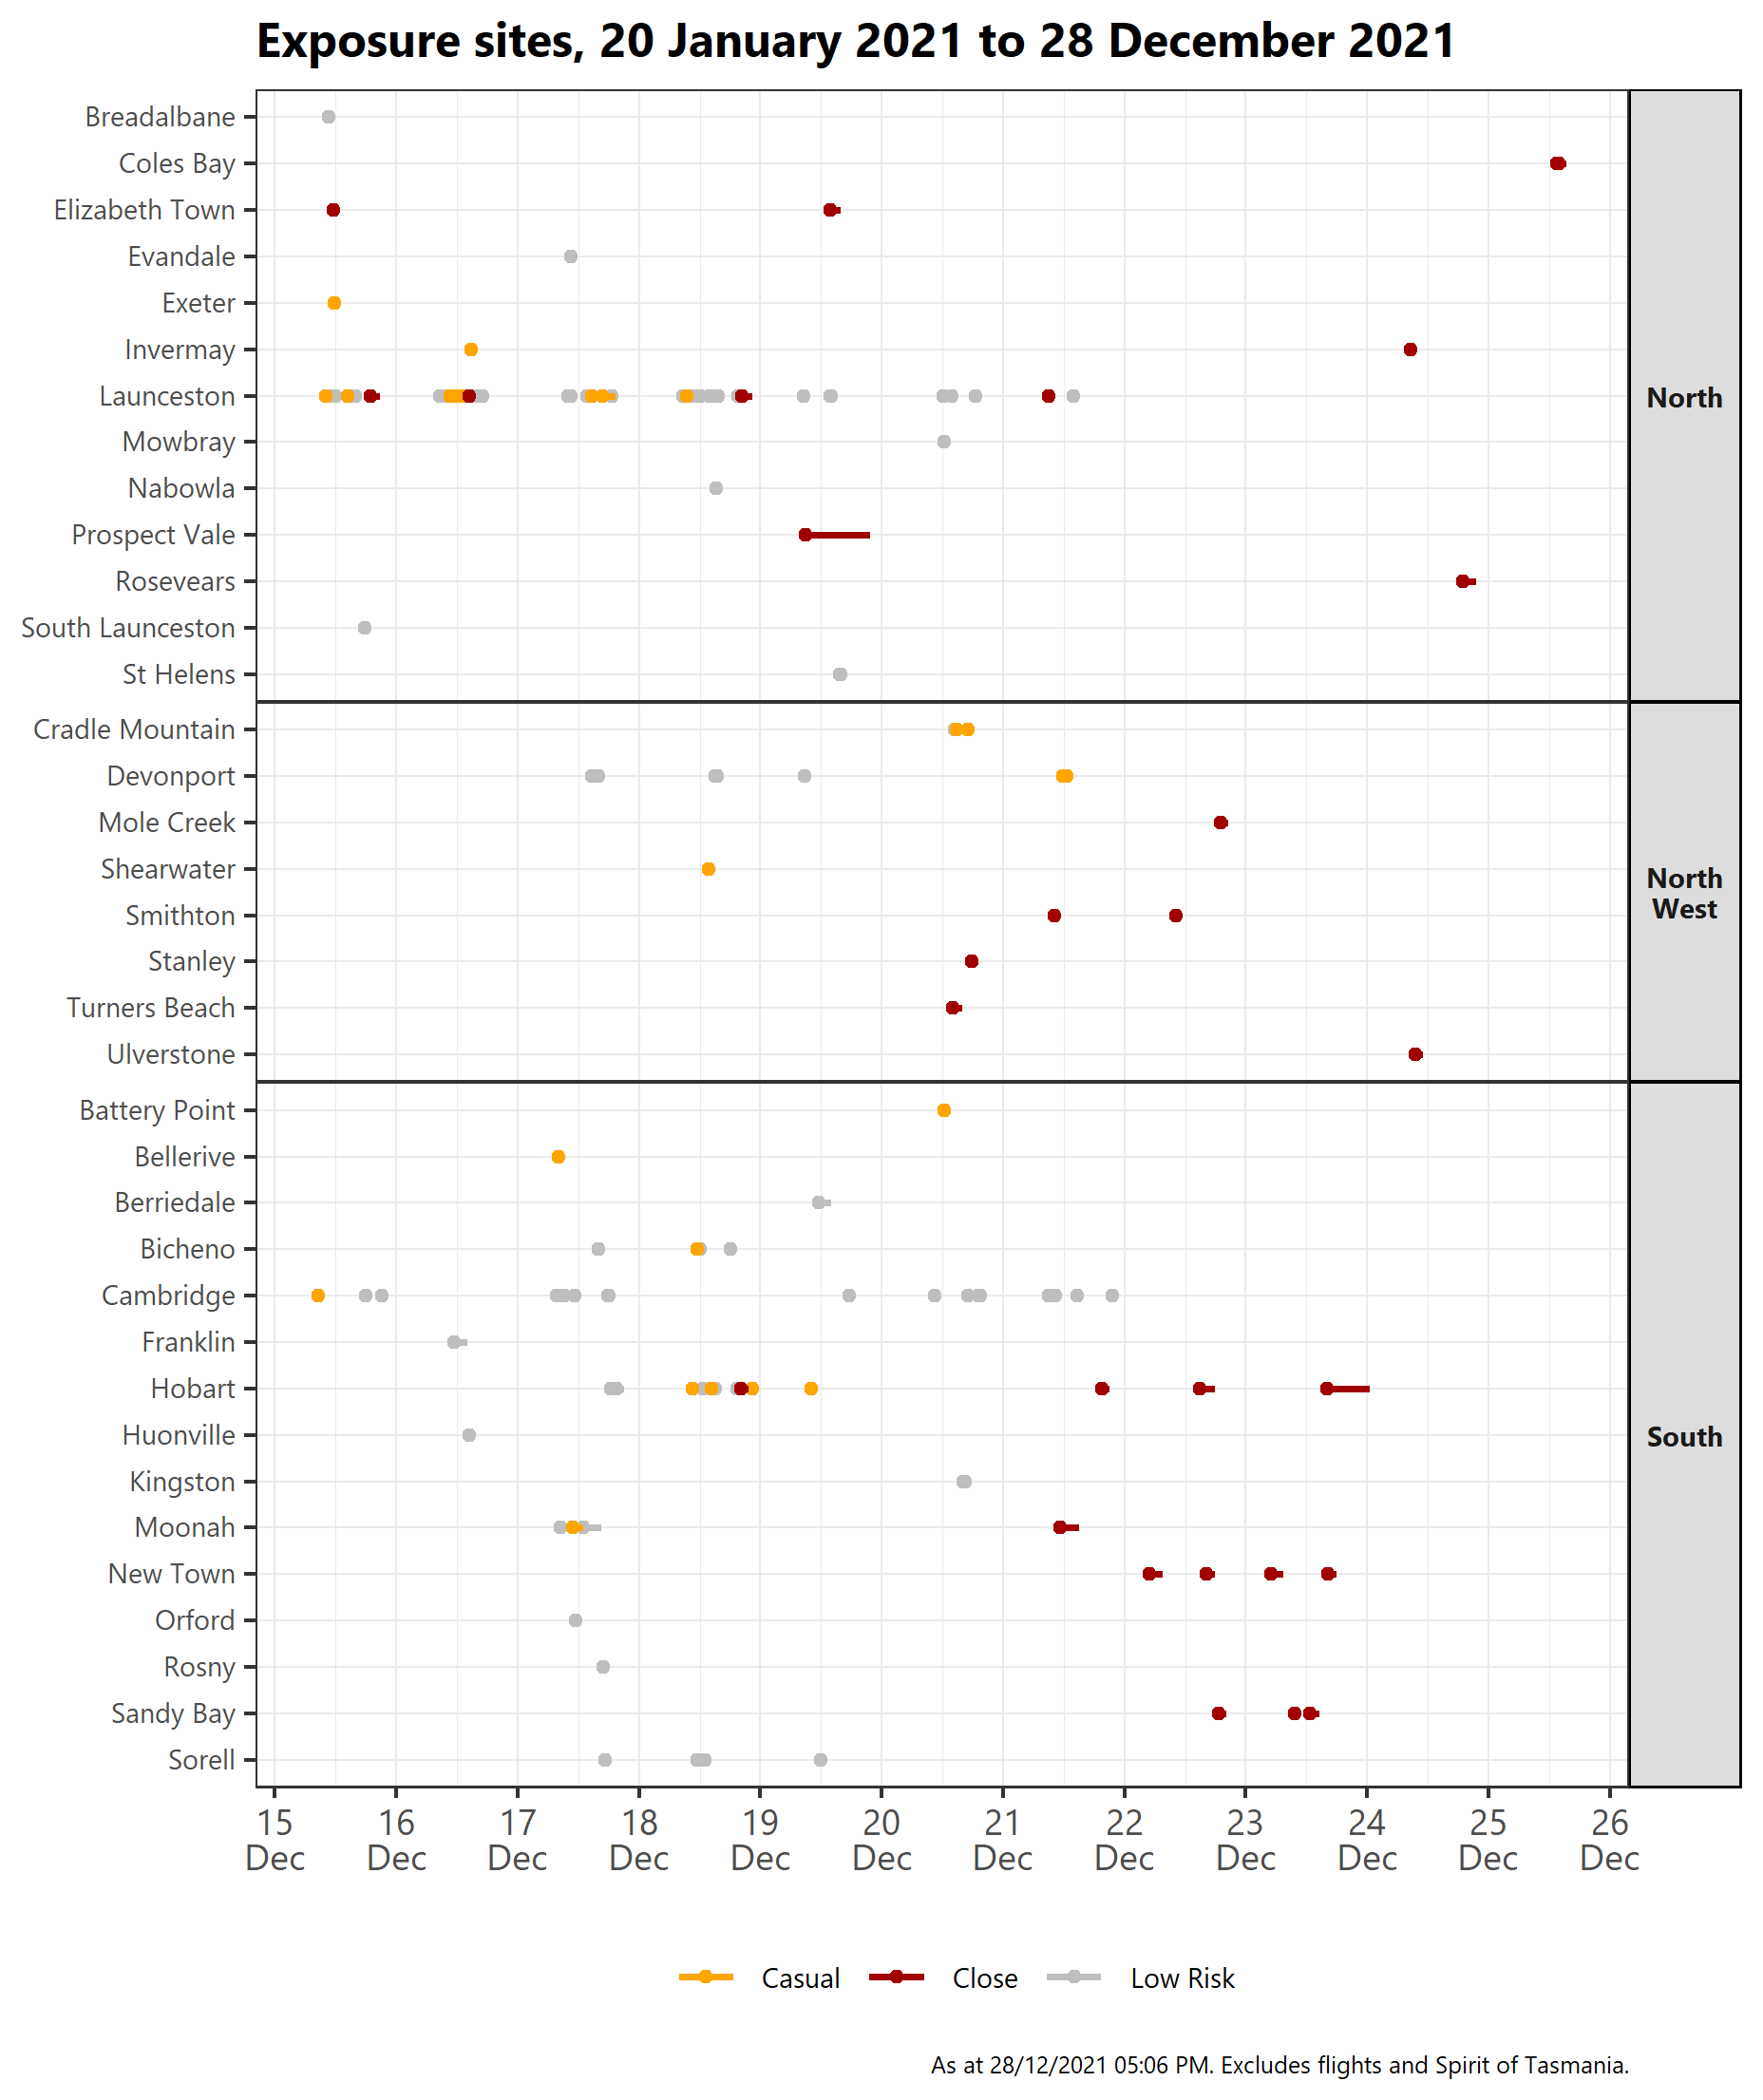 Exposure sites, 20 January 2021 to 28 December 2021
Breadalbane
Coles Bay
Elizabeth Town
Evandale
Exeter
Invermay
Launceston
Mowbray
Nabowla
Prospect Vale
Rosevears
South Launceston
St Helens
North
Cradle Mountain
Devonport
Mole Creek
Shearwater
Smithton
Stanley
Turners Beach
Ulverstone
North
West
Battery Point
Bellerive
Berriedale
Bicheno
Cambridge
Franklin
Hobart
Huonville
Kingston
Moonah
New Town
Orford
Rosny
Sandy Bay
Sorell
South
15 16 17 18 19 20 21 22 23 24 25 26
Dec Dec Dec Dec Dec Dec Dec Dec Dec Dec Dec Dec
Casual Close Low Risk
As at 28/12/2021 05:06 PM. Excludes flights and Spirit of Tasmania.